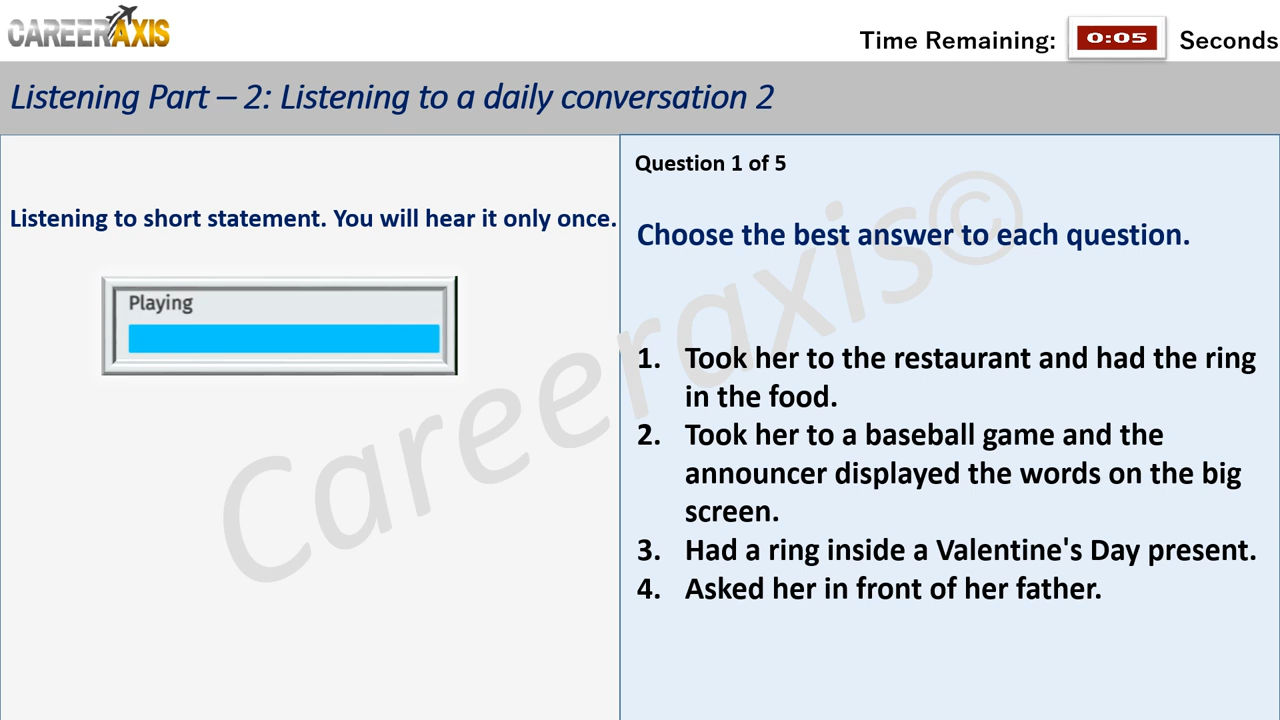 CAREERAXIS
Time Remaining: 0:05 Seconds
Listening Part – 2: Listening to a daily conversation 2
Listening to short statement. You will hear it only once.
Playing
Question 1 of 5
Choose the best answer to each question.
1. Took her to the restaurant and had the ring
in the food.
2. Took her to a baseball game and the
announcer displayed the words on the big
screen.
3. Had a ring inside a Valentine's Day present.
4. Asked her in front of her father.
Careeraxis©